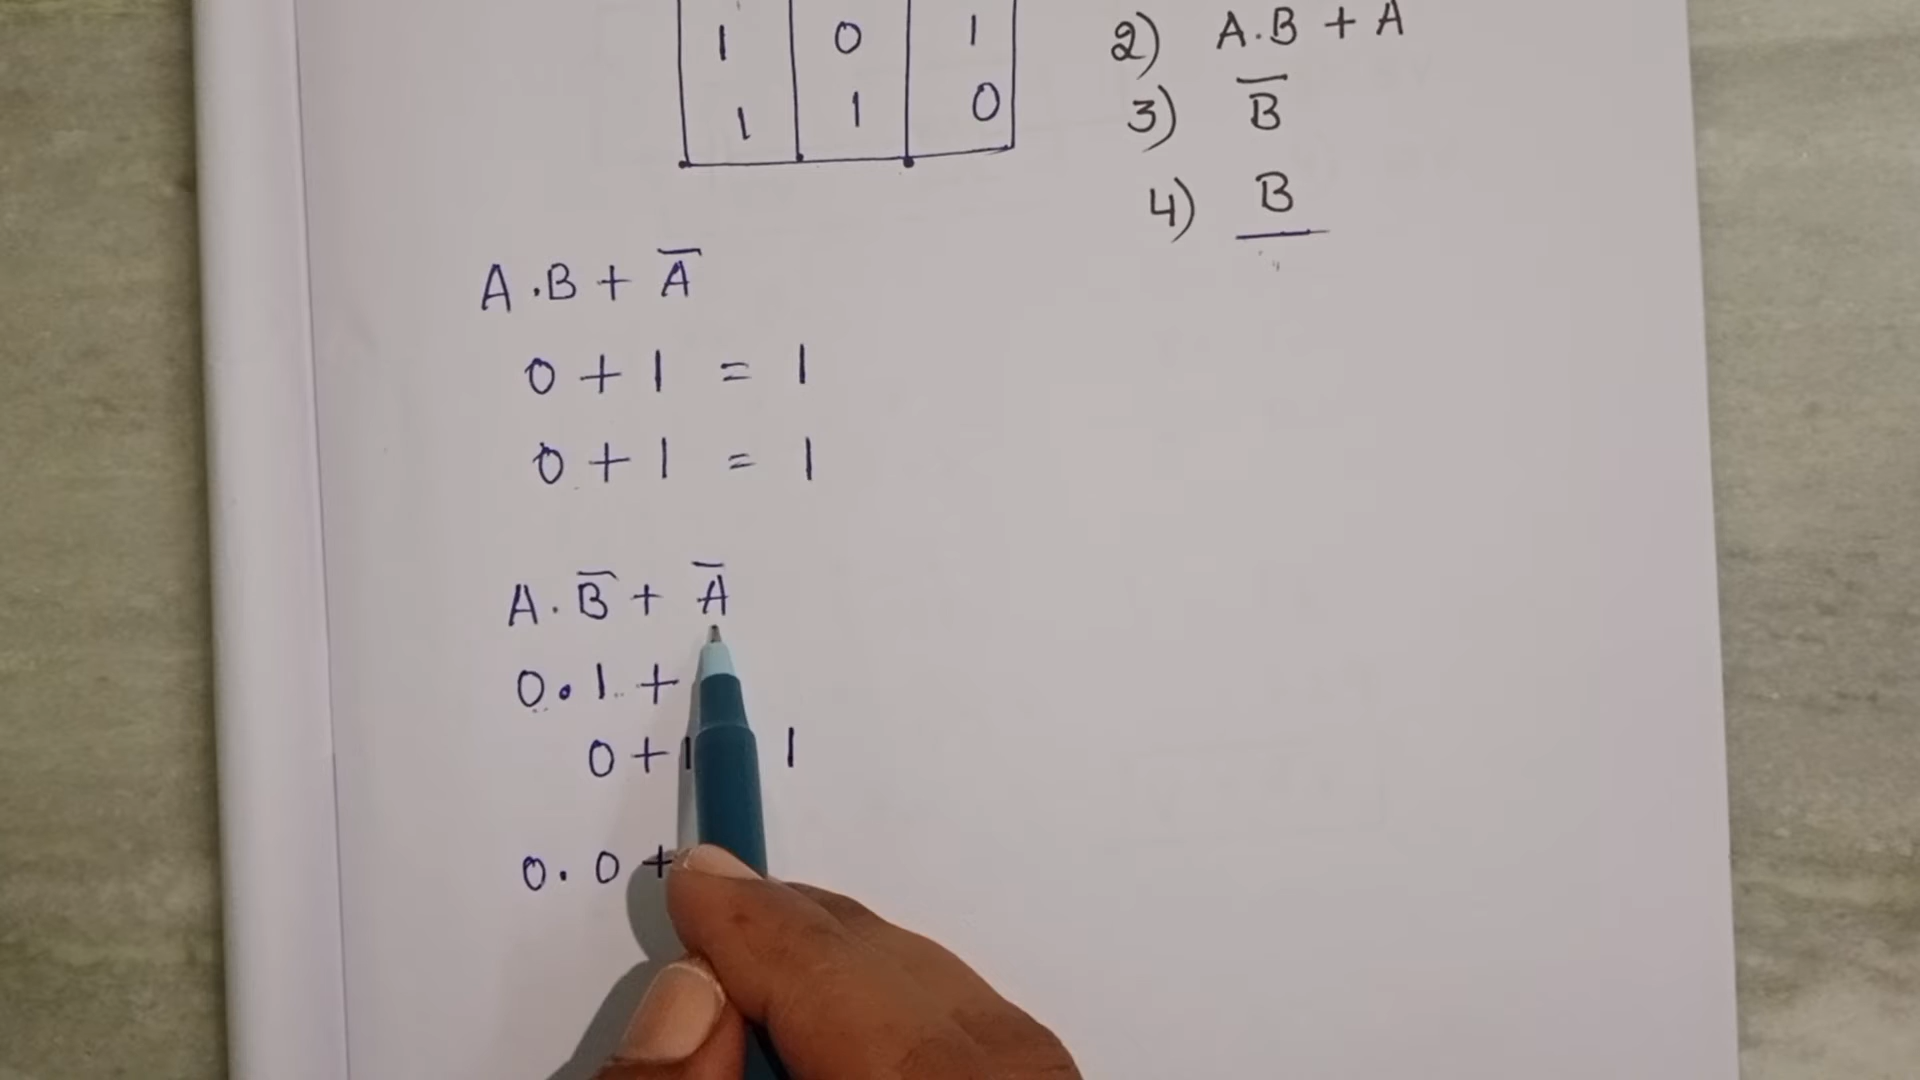 1 0 1
1 1 0
2) A.B + A
3) B̅
4) B
A.B + A̅
0 + 1 = 1
0 + 1 = 1
A.B̅ + A̅
0.1 +
0 + 1 1
0.0 +